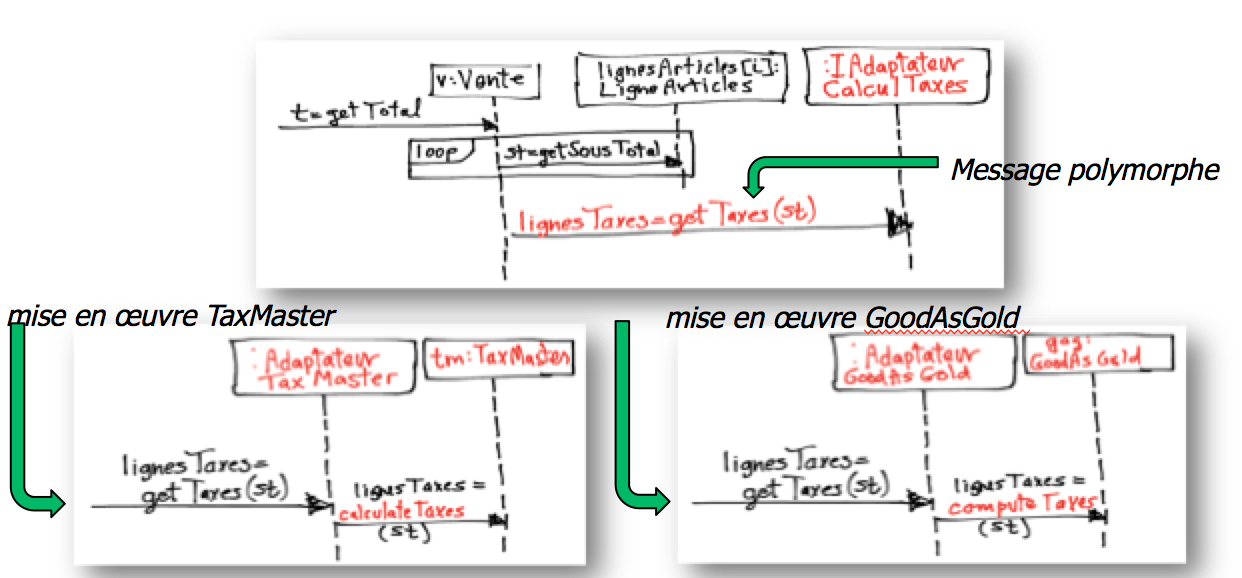 v:Vente
lignesArticles[i]:
LigneArticles
:IAdaptateur
CalculTaxes
t=getTotal
loop
st=getSousTotal
Message polymorphe
lignesTaxes=getTaxes(st)
mise en œuvre TaxMaster
:Adaptateur
TaxMaster
tm:TaxMaster
lignesTaxes=
getTaxes(st)
lignesTaxes=
calculateTaxes
(st)
mise en œuvre GoodAsGold
:Adaptateur
GoodAsGold
gag:
GoodAsGold
lignesTaxes=
getTaxes(st)
lignesTaxes=
computeTaxes
(st)